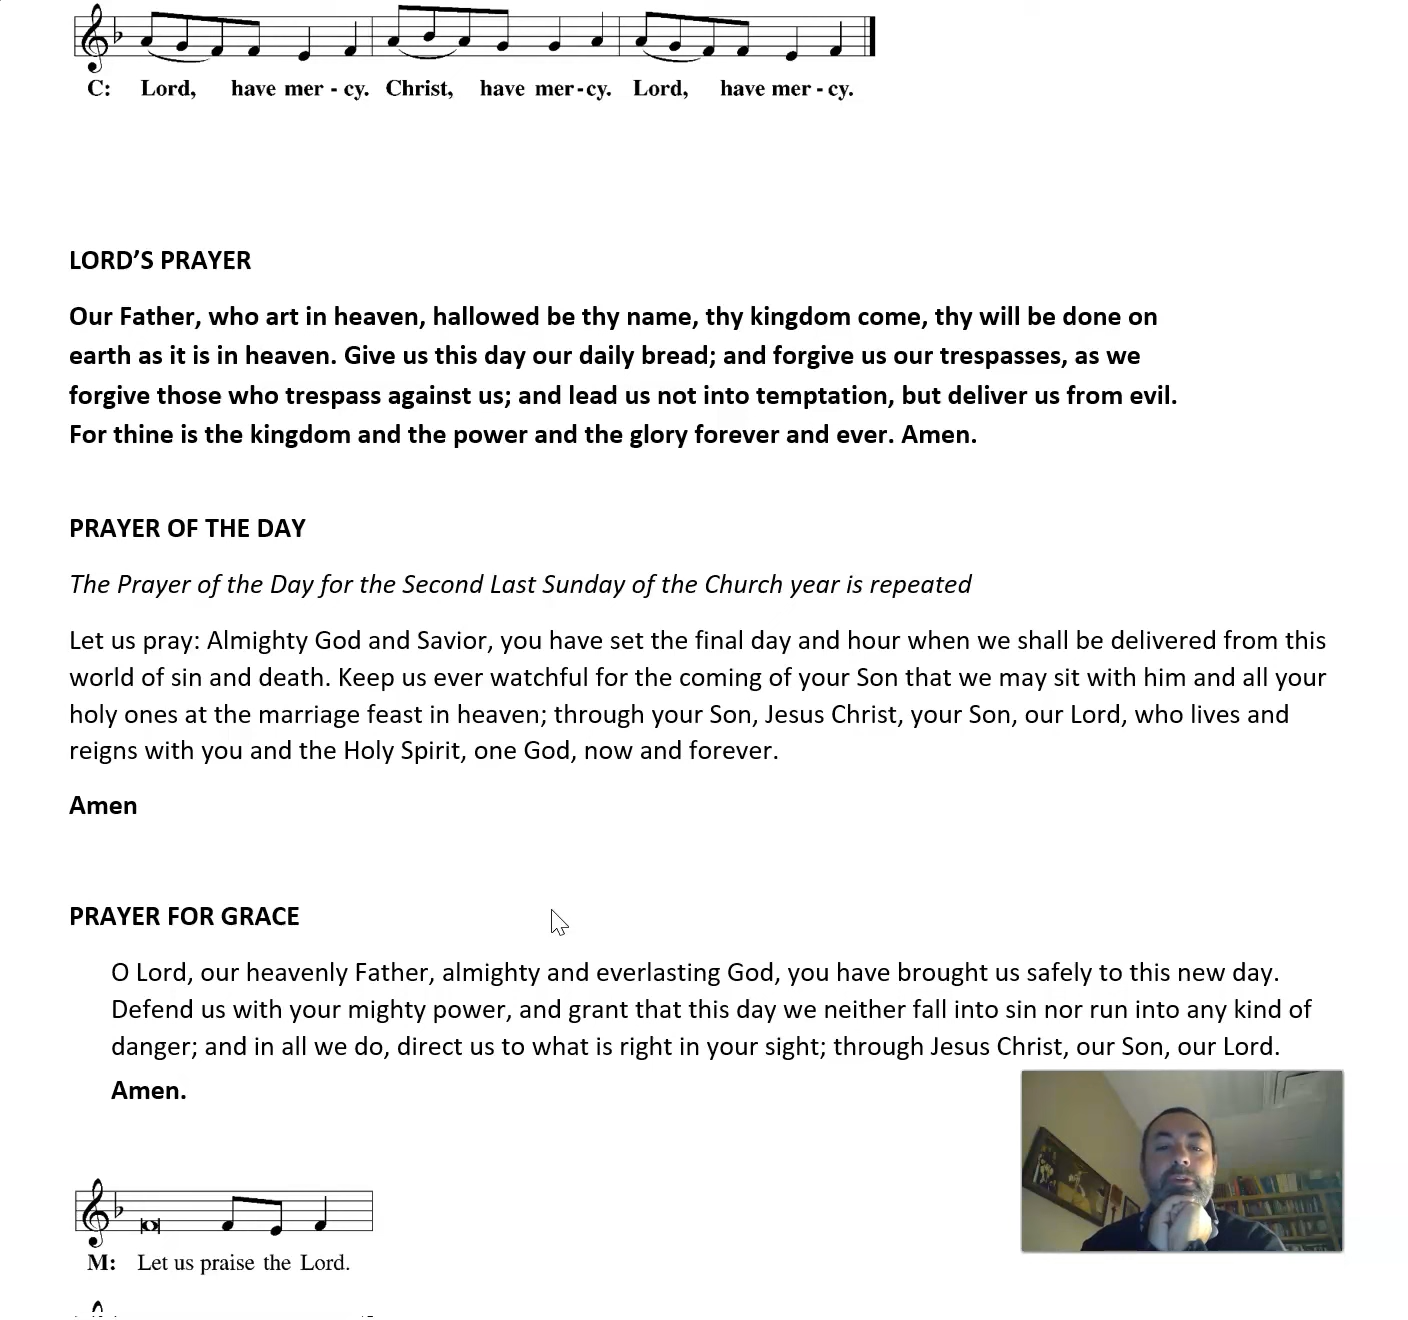 C: Lord, have mer - cy. Christ, have mer - cy. Lord, have mer - cy.
LORD’S PRAYER
Our Father, who art in heaven, hallowed be thy name, thy kingdom come, thy will be done on
earth as it is in heaven. Give us this day our daily bread; and forgive us our trespasses, as we
forgive those who trespass against us; and lead us not into temptation, but deliver us from evil.
For thine is the kingdom and the power and the glory forever and ever. Amen.
PRAYER OF THE DAY
The Prayer of the Day for the Second Last Sunday of the Church year is repeated
Let us pray: Almighty God and Savior, you have set the final day and hour when we shall be delivered from this
world of sin and death. Keep us ever watchful for the coming of your Son that we may sit with him and all your
holy ones at the marriage feast in heaven; through your Son, Jesus Christ, your Son, our Lord, who lives and
reigns with you and the Holy Spirit, one God, now and forever.
Amen
PRAYER FOR GRACE
O Lord, our heavenly Father, almighty and everlasting God, you have brought us safely to this new day.
Defend us with your mighty power, and grant that this day we neither fall into sin nor run into any kind of
danger; and in all we do, direct us to what is right in your sight; through Jesus Christ, our Son, our Lord.
Amen.
M: Let us praise the Lord.